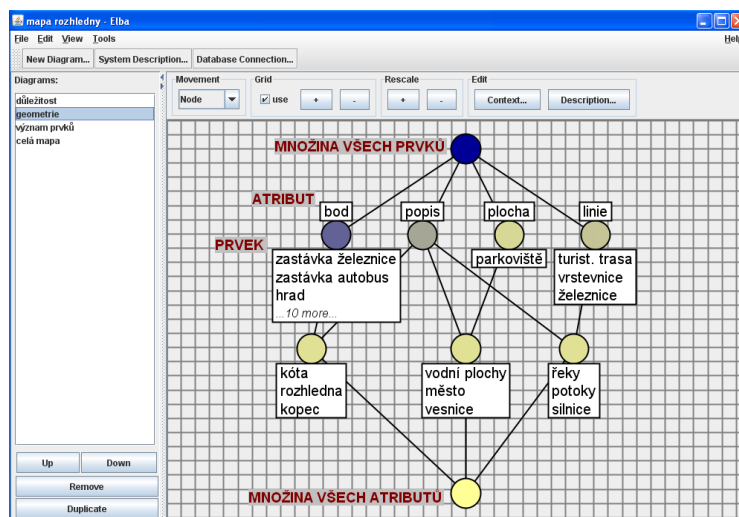 mapa rozhledny - Elba
File Edit View Tools
Help
New Diagram... System Description... Database Connection...
Diagrams:
důležitost
geometrie
význam prvků
celá mapa
Up Down
Remove
Duplicate
Movement Grid Rescale Edit
Node use + - + - Context... Description...
MNOŽINA VŠECH PRVKŮ
ATRIBUT
bod popis plocha linie
PRVEK
zastávka železnice
zastávka autobus
hrad
...10 more...
parkoviště
turist. trasa
vrstevnice
železnice
kóta
rozhledna
kopec
vodní plochy
město
vesnice
řeky
potoky
silnice
MNOŽINA VŠECH ATRIBUTŮ